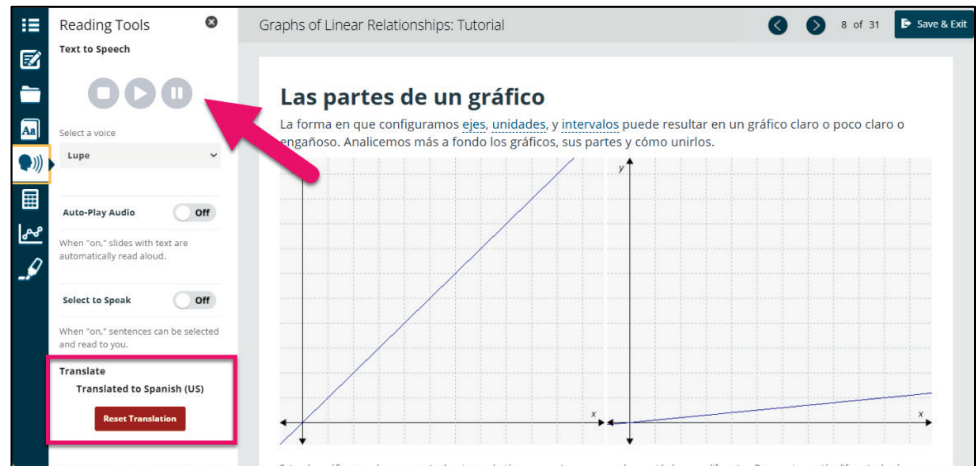 Reading Tools
Text to Speech
Select a voice
Lupe
Auto-Play Audio
Off
When "on," slides with text are
automatically read aloud.
Select to Speak
Off
When "on," sentences can be selected
and read to you.
Translate
Translated to Spanish (US)
Reset Translation
Graphs of Linear Relationships: Tutorial
8 of 31
Save & Exit
Las partes de un gráfico
La forma en que configuramos ejes, unidades, y intervalos puede resultar en un gráfico claro o poco claro o
engañoso. Analicemos más a fondo los gráficos, sus partes y cómo unirlos.
y
x
x
Aa